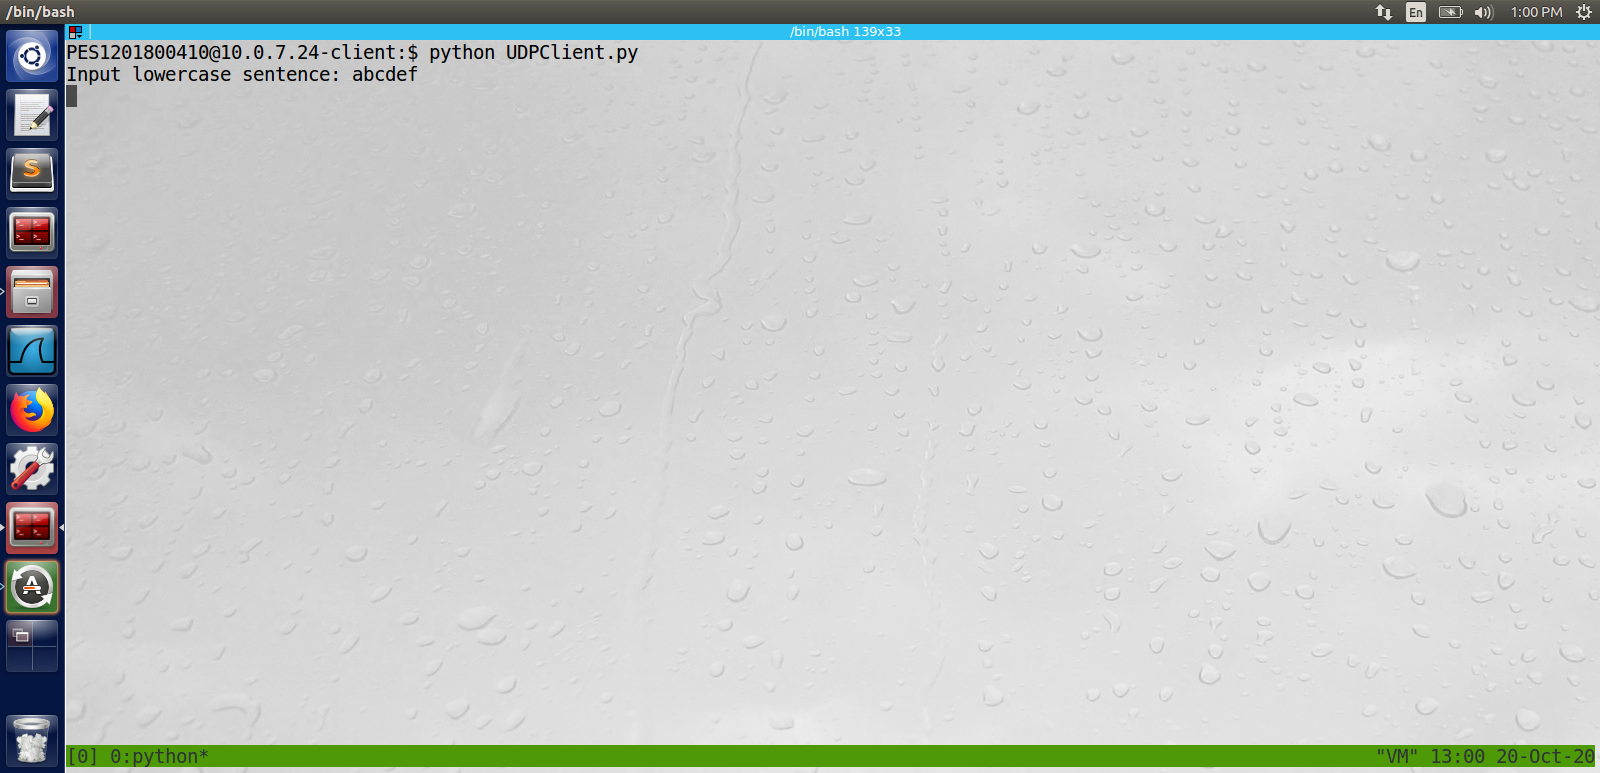 /bin/bash
En
1:00 PM
/bin/bash 139x33
PES1201800410@10.0.7.24-client:$ python UDPClient.py
Input lowercase sentence: abcdef
[0] 0:python*
"VM" 13:00 20-Oct-20